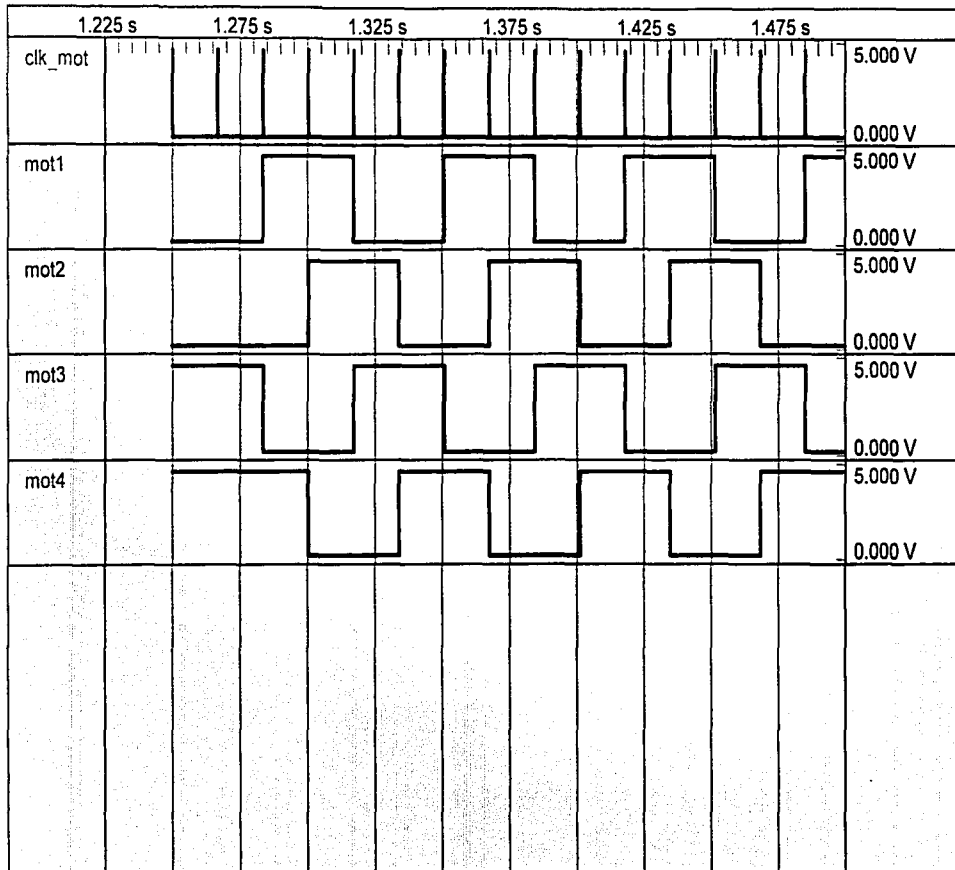 1.225 s 1.275 s 1.325 s 1.375 s 1.425 s 1.475 s
clk_mot 5.000 V
0.000 V
mot1 5.000 V
0.000 V
mot2 5.000 V
0.000 V
mot3 5.000 V
0.000 V
mot4 5.000 V
0.000 V